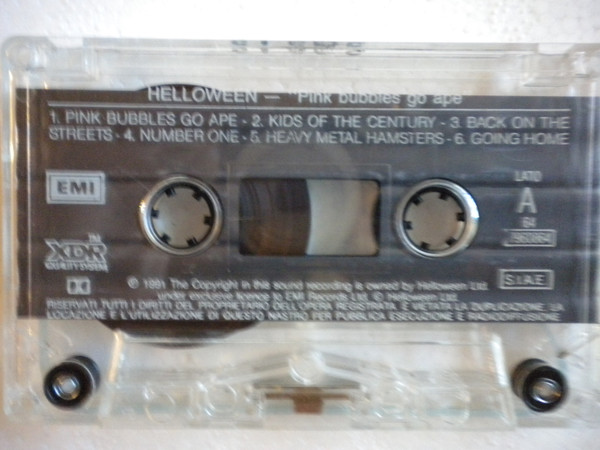 HELLOWEEN — "Pink bubbles go ape
1. PINK BUBBLES GO APE - 2. KIDS OF THE CENTURY - 3. BACK ON THE
STREETS - 4. NUMBER ONE - 5. HEAVY METAL HAMSTERS - 6. GOING HOME
EMI
LATO
A
64
XDR
TM
S.I.A.E.
℗ 1991 The Copyright in this sound recording is owned by Helloween Ltd.
under exclusive licence to EMI Records Ltd. © Helloween Ltd.
RISERVATI TUTTI I DIRITTI DEL PROPRIETARIO DELL'OPERA REGISTRATA. È VIETATA LA DUPLICAZIONE, LA
LOCAZIONE E L'UTILIZZAZIONE DI QUESTO NASTRO PER PUBBLICA ESECUZIONE E RADIODIFFUSIONE